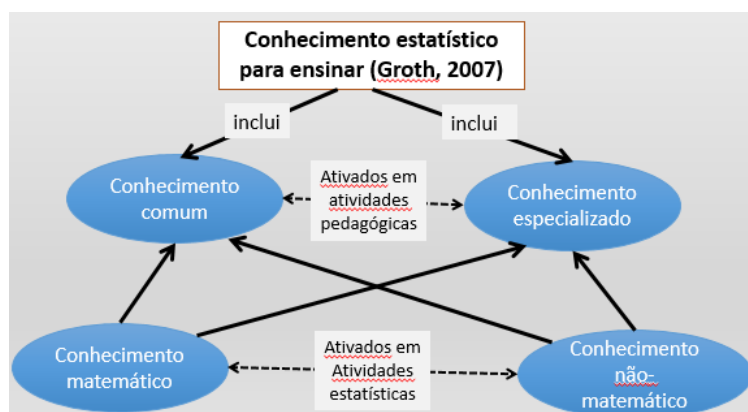 Conhecimento estatístico
para ensinar (Groth, 2007)
inclui
inclui
Conhecimento
comum
Ativados em
atividades
pedagógicas
Conhecimento
especializado
Conhecimento
matemático
Ativados em
Atividades
estatísticas
Conhecimento
não-
matemático